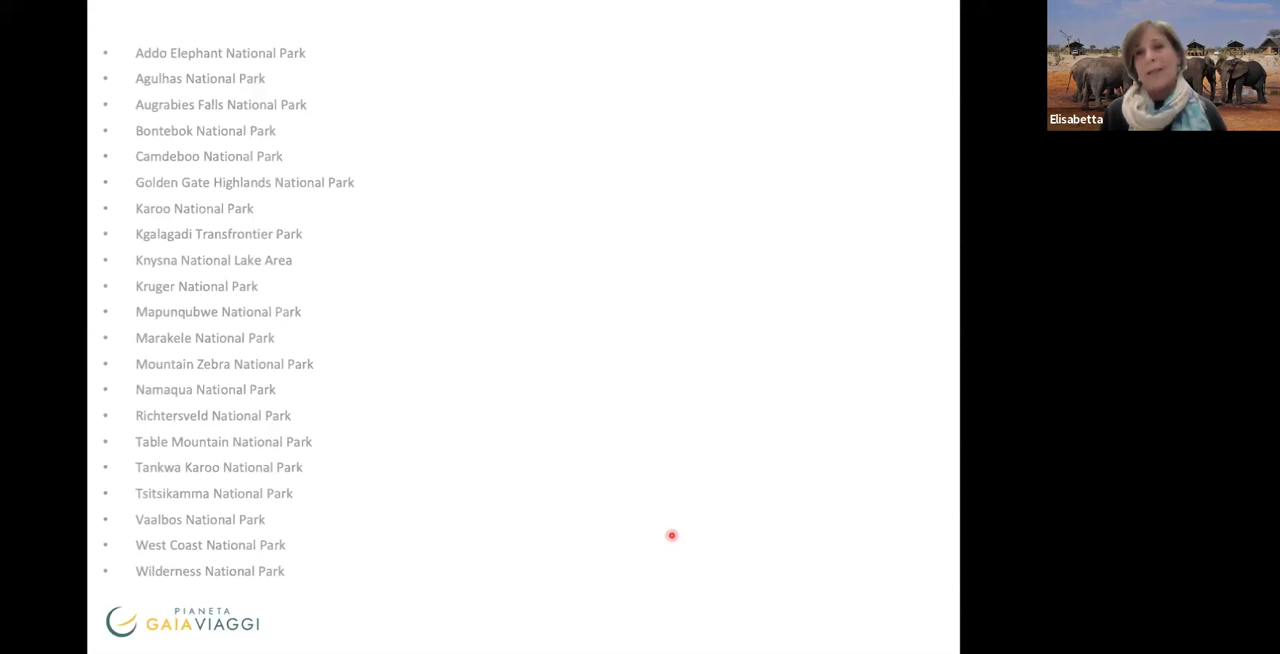 • Addo Elephant National Park
• Agulhas National Park
• Augrabies Falls National Park
• Bontebok National Park
• Camdeboo National Park
• Golden Gate Highlands National Park
• Karoo National Park
• Kgalagadi Transfrontier Park
• Knysna National Lake Area
• Kruger National Park
• Mapunqubwe National Park
• Marakele National Park
• Mountain Zebra National Park
• Namaqua National Park
• Richtersveld National Park
• Table Mountain National Park
• Tankwa Karoo National Park
• Tsitsikamma National Park
• Vaalbos National Park
• West Coast National Park
• Wilderness National Park
PIANETA
GAIAVIAGGI
Elisabetta